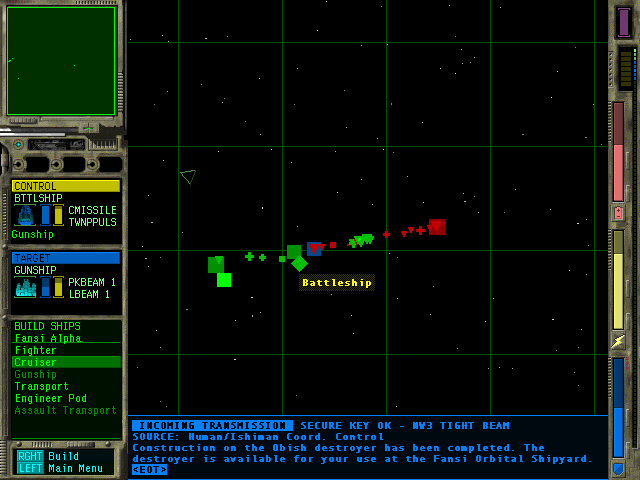 CONTROL
BTTLSHIP
CMISSILE
TWNPPULS
Gunship
TARGET
GUNSHIP
PKBEAM 1
LBEAM 1
BUILD SHIPS
Fansi Alpha
Fighter
Cruiser
Gunship
Transport
Engineer Pod
Assault Transport
RGHT Build
LEFT Main Menu
Battleship
INCOMING TRANSMISSION SECURE KEY OK - NW3 TIGHT BEAM
SOURCE: Human/Ishiman Coord. Control
Construction on the Obish destroyer has been completed. The
destroyer is available for your use at the Fansi Orbital Shipyard.
<EOT>